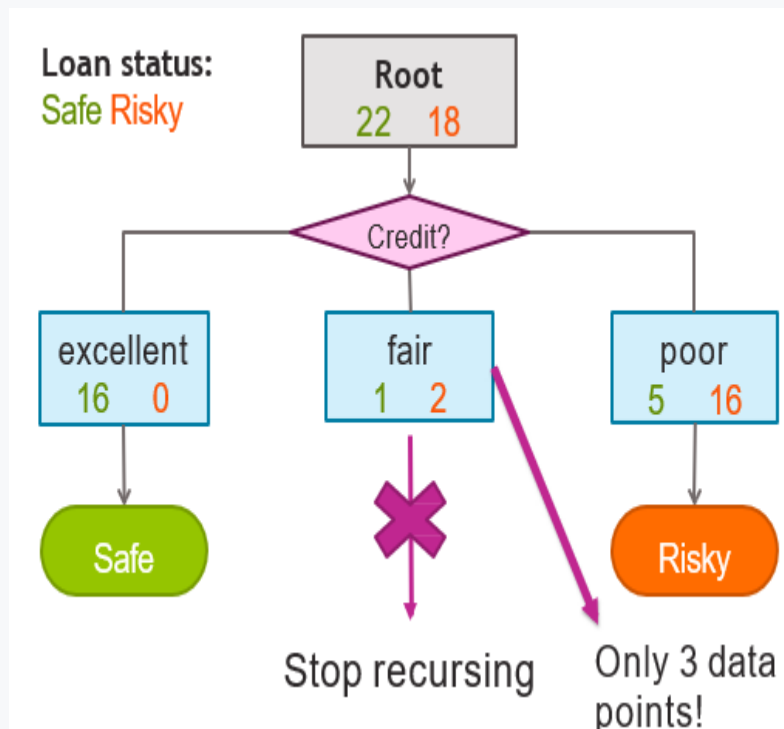 Loan status:
Safe Risky
Root
22 18
Credit?
excellent
16 0
fair
1 2
poor
5 16
Safe
Risky
Stop recursing
Only 3 data
points!